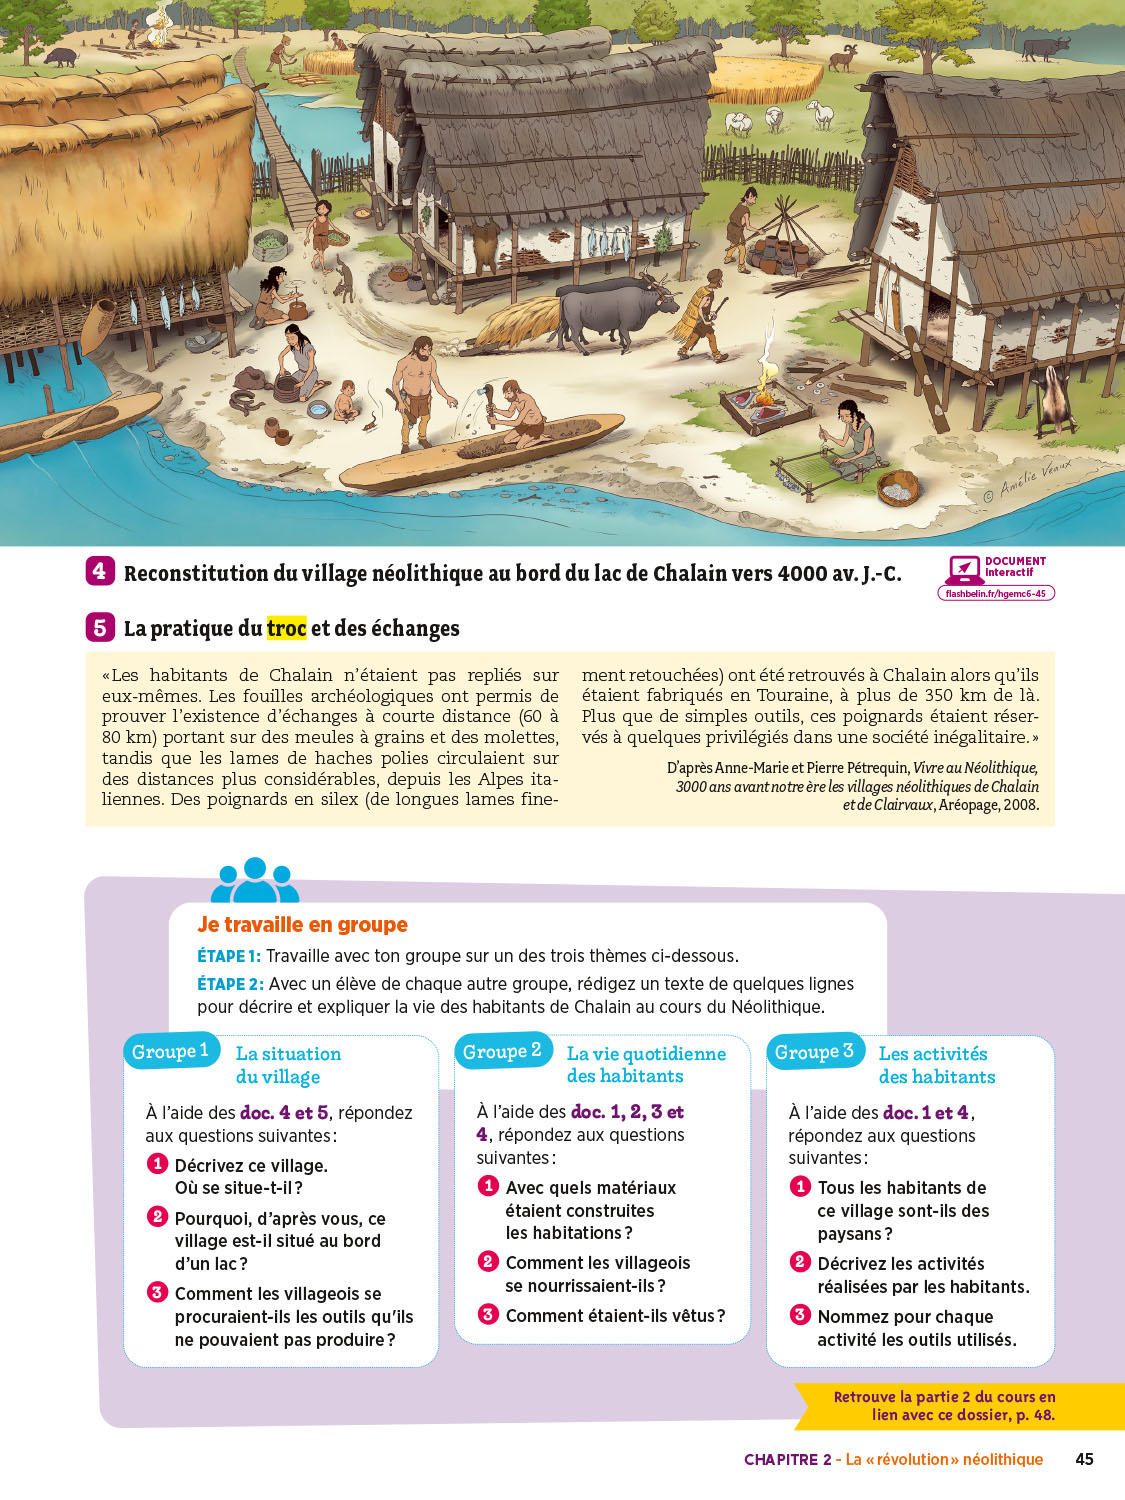 © Amélie Veaux
4 Reconstitution du village néolithique au bord du lac de Chalain vers 4000 av. J.-C.
DOCUMENT
interactif
flashbelin.fr/hgemc6-45
5 La pratique du troc et des échanges
«Les habitants de Chalain n'étaient pas repliés sur
eux-mêmes. Les fouilles archéologiques ont permis de
prouver l'existence d'échanges à courte distance (60 à
80 km) portant sur des meules à grains et des molettes,
tandis que les lames de haches polies circulaient sur
des distances plus considérables, depuis les Alpes ita-
liennes. Des poignards en silex (de longues lames fine-
ment retouchées) ont été retrouvés à Chalain alors qu'ils
étaient fabriqués en Touraine, à plus de 350 km de là.
Plus que de simples outils, ces poignards étaient réser-
vés à quelques privilégiés dans une société inégalitaire.»
D'après Anne-Marie et Pierre Pétrequin, Vivre au Néolithique,
3000 ans avant notre ère les villages néolithiques de Chalain
et de Clairvaux, Aréopage, 2008.
Je travaille en groupe
ÉTAPE 1 : Travaille avec ton groupe sur un des trois thèmes ci-dessous.
ÉTAPE 2 : Avec un élève de chaque autre groupe, rédigez un texte de quelques lignes
pour décrire et expliquer la vie des habitants de Chalain au cours du Néolithique.
Groupe 1
La situation
du village
À l'aide des doc. 4 et 5, répondez
aux questions suivantes :
1 Décrivez ce village.
Où se situe-t-il ?
2 Pourquoi, d'après vous, ce
village est-il situé au bord
d'un lac ?
3 Comment les villageois se
procuraient-ils les outils qu'ils
ne pouvaient pas produire ?
Groupe 2
La vie quotidienne
des habitants
À l'aide des doc. 1, 2, 3 et
4, répondez aux questions
suivantes :
1 Avec quels matériaux
étaient construites
les habitations ?
2 Comment les villageois
se nourrissaient-ils ?
3 Comment étaient-ils vêtus ?
Groupe 3
Les activités
des habitants
À l'aide des doc. 1 et 4,
répondez aux questions
suivantes :
1 Tous les habitants de
ce village sont-ils des
paysans ?
2 Décrivez les activités
réalisées par les habitants.
3 Nommez pour chaque
activité les outils utilisés.
Retrouve la partie 2 du cours en
lien avec ce dossier, p. 48.
CHAPITRE 2 - La «révolution» néolithique 45